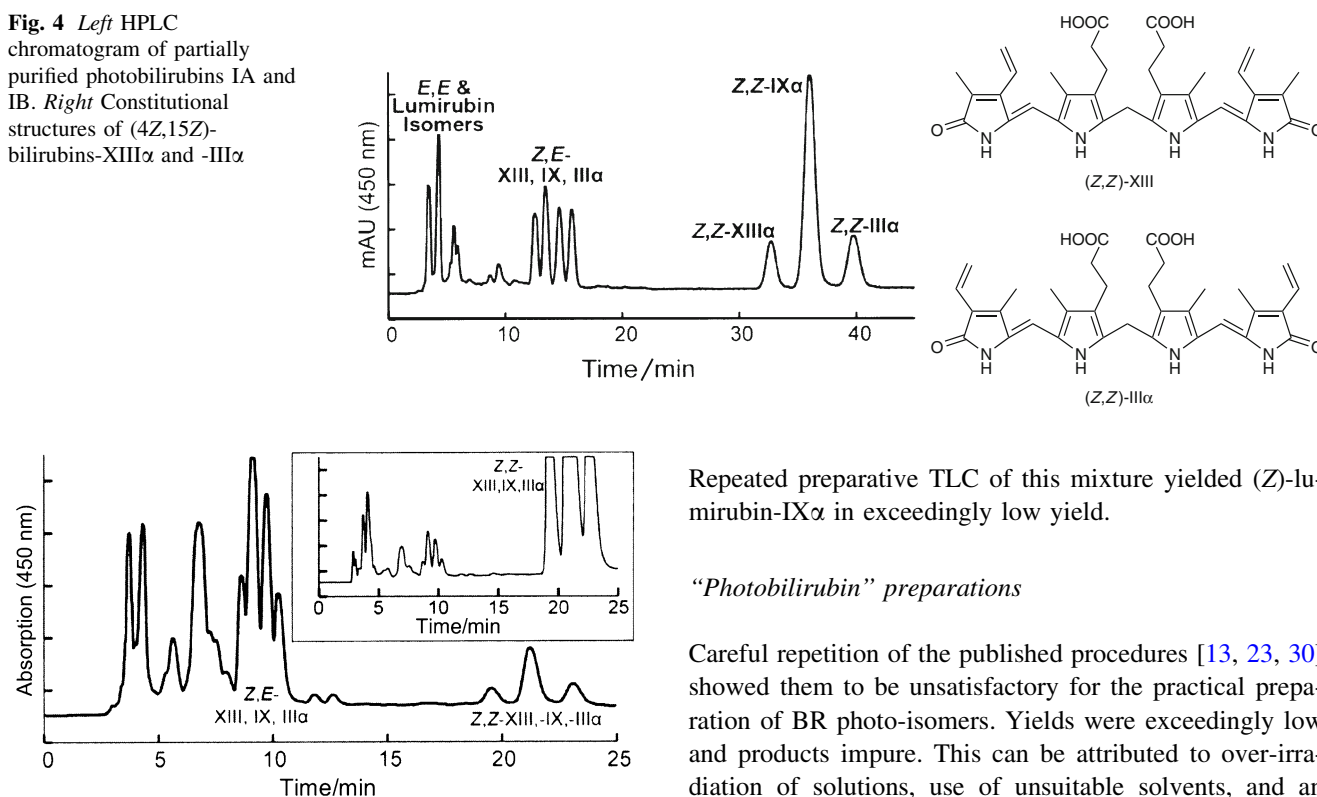 Fig. 4 Left HPLC
chromatogram of partially
purified photobilirubins IA and
IB. Right Constitutional
structures of (4Z,15Z)-
bilirubins-XIIIα and -IIIα
E,E &
Lumirubin
Isomers
Z,E-
XIII, IX, IIIα
Z,Z-XIIIα
Z,Z-IXα
Z,Z-IIIα
mAU (450 nm)
0 10 20 30 40
Time/min
HOOC COOH
O N H N H N H N H O
(Z,Z)-XIII
HOOC COOH
O N H N H N H N H O
(Z,Z)-IIIα
Absorption (450 nm)
Z,E-
XIII, IX, IIIα
Z,Z-XIII,-IX,-IIIα
0 5 10 15 20 25
Time/min
Z,Z-
XIII,IX,IIIα
0 5 10 15 20 25
Time/min
Repeated preparative TLC of this mixture yielded (Z)-lu-
mirubin-IXα in exceedingly low yield.
“Photobilirubin” preparations
Careful repetition of the published procedures [13, 23, 30]
showed them to be unsatisfactory for the practical prepa-
ration of BR photo-isomers. Yields were exceedingly low
and products impure. This can be attributed to over-irra-
diation of solutions, use of unsuitable solvents, and an